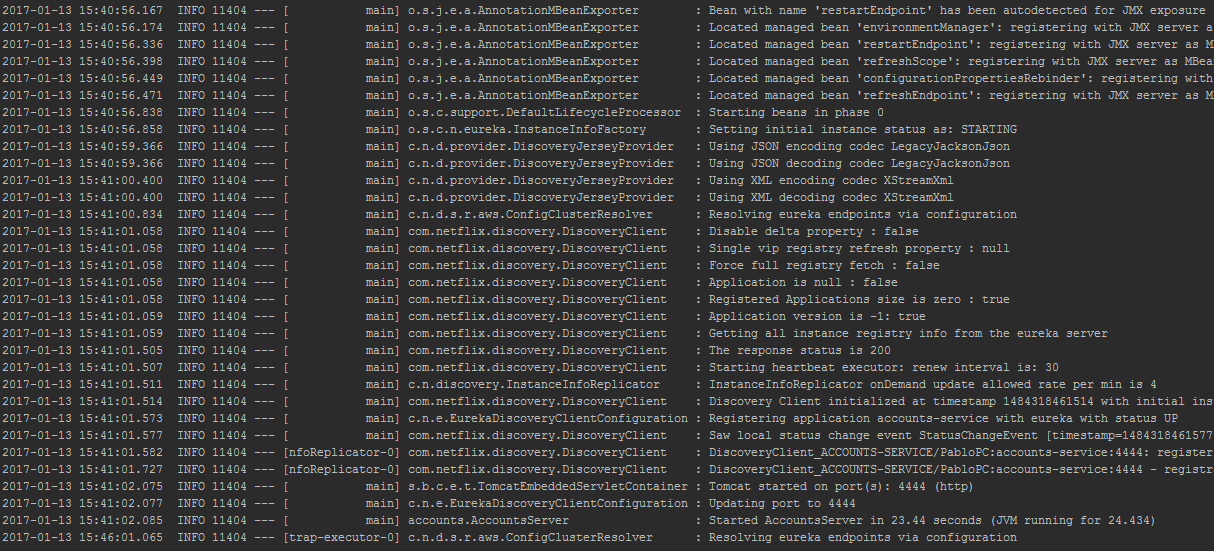 2017-01-13 15:40:56.167  INFO 11404 --- [           main] o.s.j.e.a.AnnotationMBeanExporter        : Bean with name 'restartEndpoint' has been autodetected for JMX exposure
2017-01-13 15:40:56.174  INFO 11404 --- [           main] o.s.j.e.a.AnnotationMBeanExporter        : Located managed bean 'environmentManager': registering with JMX server a
2017-01-13 15:40:56.336  INFO 11404 --- [           main] o.s.j.e.a.AnnotationMBeanExporter        : Located managed bean 'restartEndpoint': registering with JMX server as M
2017-01-13 15:40:56.398  INFO 11404 --- [           main] o.s.j.e.a.AnnotationMBeanExporter        : Located managed bean 'refreshScope': registering with JMX server as MBea
2017-01-13 15:40:56.449  INFO 11404 --- [           main] o.s.j.e.a.AnnotationMBeanExporter        : Located managed bean 'configurationPropertiesRebinder': registering with
2017-01-13 15:40:56.471  INFO 11404 --- [           main] o.s.j.e.a.AnnotationMBeanExporter        : Located managed bean 'refreshEndpoint': registering with JMX server as M
2017-01-13 15:40:56.838  INFO 11404 --- [           main] o.s.c.support.DefaultLifecycleProcessor  : Starting beans in phase 0
2017-01-13 15:40:56.858  INFO 11404 --- [           main] o.s.c.n.eureka.InstanceInfoFactory       : Setting initial instance status as: STARTING
2017-01-13 15:40:59.366  INFO 11404 --- [           main] c.n.d.provider.DiscoveryJerseyProvider   : Using JSON encoding codec LegacyJacksonJson
2017-01-13 15:40:59.366  INFO 11404 --- [           main] c.n.d.provider.DiscoveryJerseyProvider   : Using JSON decoding codec LegacyJacksonJson
2017-01-13 15:41:00.400  INFO 11404 --- [           main] c.n.d.provider.DiscoveryJerseyProvider   : Using XML encoding codec XStreamXml
2017-01-13 15:41:00.400  INFO 11404 --- [           main] c.n.d.provider.DiscoveryJerseyProvider   : Using XML decoding codec XStreamXml
2017-01-13 15:41:00.834  INFO 11404 --- [           main] c.n.d.s.r.aws.ConfigClusterResolver      : Resolving eureka endpoints via configuration
2017-01-13 15:41:01.058  INFO 11404 --- [           main] com.netflix.discovery.DiscoveryClient    : Disable delta property : false
2017-01-13 15:41:01.058  INFO 11404 --- [           main] com.netflix.discovery.DiscoveryClient    : Single vip registry refresh property : null
2017-01-13 15:41:01.058  INFO 11404 --- [           main] com.netflix.discovery.DiscoveryClient    : Force full registry fetch : false
2017-01-13 15:41:01.058  INFO 11404 --- [           main] com.netflix.discovery.DiscoveryClient    : Application is null : false
2017-01-13 15:41:01.058  INFO 11404 --- [           main] com.netflix.discovery.DiscoveryClient    : Registered Applications size is zero : true
2017-01-13 15:41:01.059  INFO 11404 --- [           main] com.netflix.discovery.DiscoveryClient    : Application version is -1: true
2017-01-13 15:41:01.059  INFO 11404 --- [           main] com.netflix.discovery.DiscoveryClient    : Getting all instance registry info from the eureka server
2017-01-13 15:41:01.505  INFO 11404 --- [           main] com.netflix.discovery.DiscoveryClient    : The response status is 200
2017-01-13 15:41:01.507  INFO 11404 --- [           main] com.netflix.discovery.DiscoveryClient    : Starting heartbeat executor: renew interval is: 30
2017-01-13 15:41:01.511  INFO 11404 --- [           main] c.n.discovery.InstanceInfoReplicator     : InstanceInfoReplicator onDemand update allowed rate per min is 4
2017-01-13 15:41:01.514  INFO 11404 --- [           main] com.netflix.discovery.DiscoveryClient    : Discovery Client initialized at timestamp 1484318461514 with initial ins
2017-01-13 15:41:01.573  INFO 11404 --- [           main] c.n.e.EurekaDiscoveryClientConfiguration : Registering application accounts-service with eureka with status UP
2017-01-13 15:41:01.577  INFO 11404 --- [           main] com.netflix.discovery.DiscoveryClient    : Saw local status change event StatusChangeEvent [timestamp=1484318461577
2017-01-13 15:41:01.582  INFO 11404 --- [nfoReplicator-0] com.netflix.discovery.DiscoveryClient    : DiscoveryClient_ACCOUNTS-SERVICE/PabloPC:accounts-service:4444: register
2017-01-13 15:41:01.727  INFO 11404 --- [nfoReplicator-0] com.netflix.discovery.DiscoveryClient    : DiscoveryClient_ACCOUNTS-SERVICE/PabloPC:accounts-service:4444 - registr
2017-01-13 15:41:02.075  INFO 11404 --- [           main] s.b.c.e.t.TomcatEmbeddedServletContainer : Tomcat started on port(s): 4444 (http)
2017-01-13 15:41:02.077  INFO 11404 --- [           main] c.n.e.EurekaDiscoveryClientConfiguration : Updating port to 4444
2017-01-13 15:41:02.085  INFO 11404 --- [           main] accounts.AccountsServer                  : Started AccountsServer in 23.44 seconds (JVM running for 24.434)
2017-01-13 15:46:01.065  INFO 11404 --- [trap-executor-0] c.n.d.s.r.aws.ConfigClusterResolver      : Resolving eureka endpoints via configuration